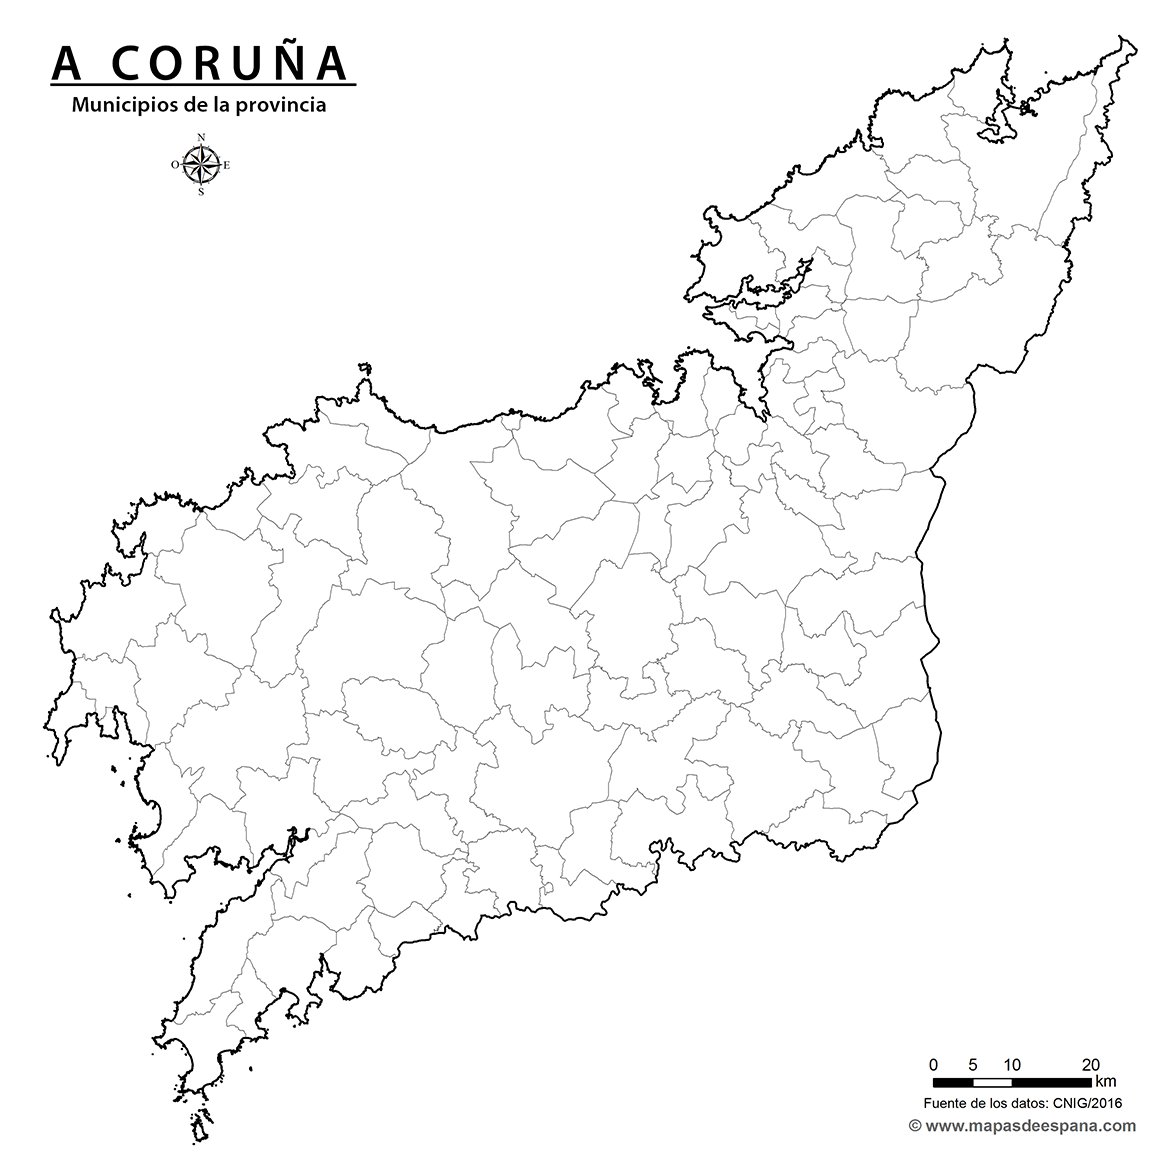 A CORUÑA
Municipios de la provincia
N
O E
S
0 5 10 20
km
Fuente de los datos: CNIG/2016
© www.mapasdeespana.com